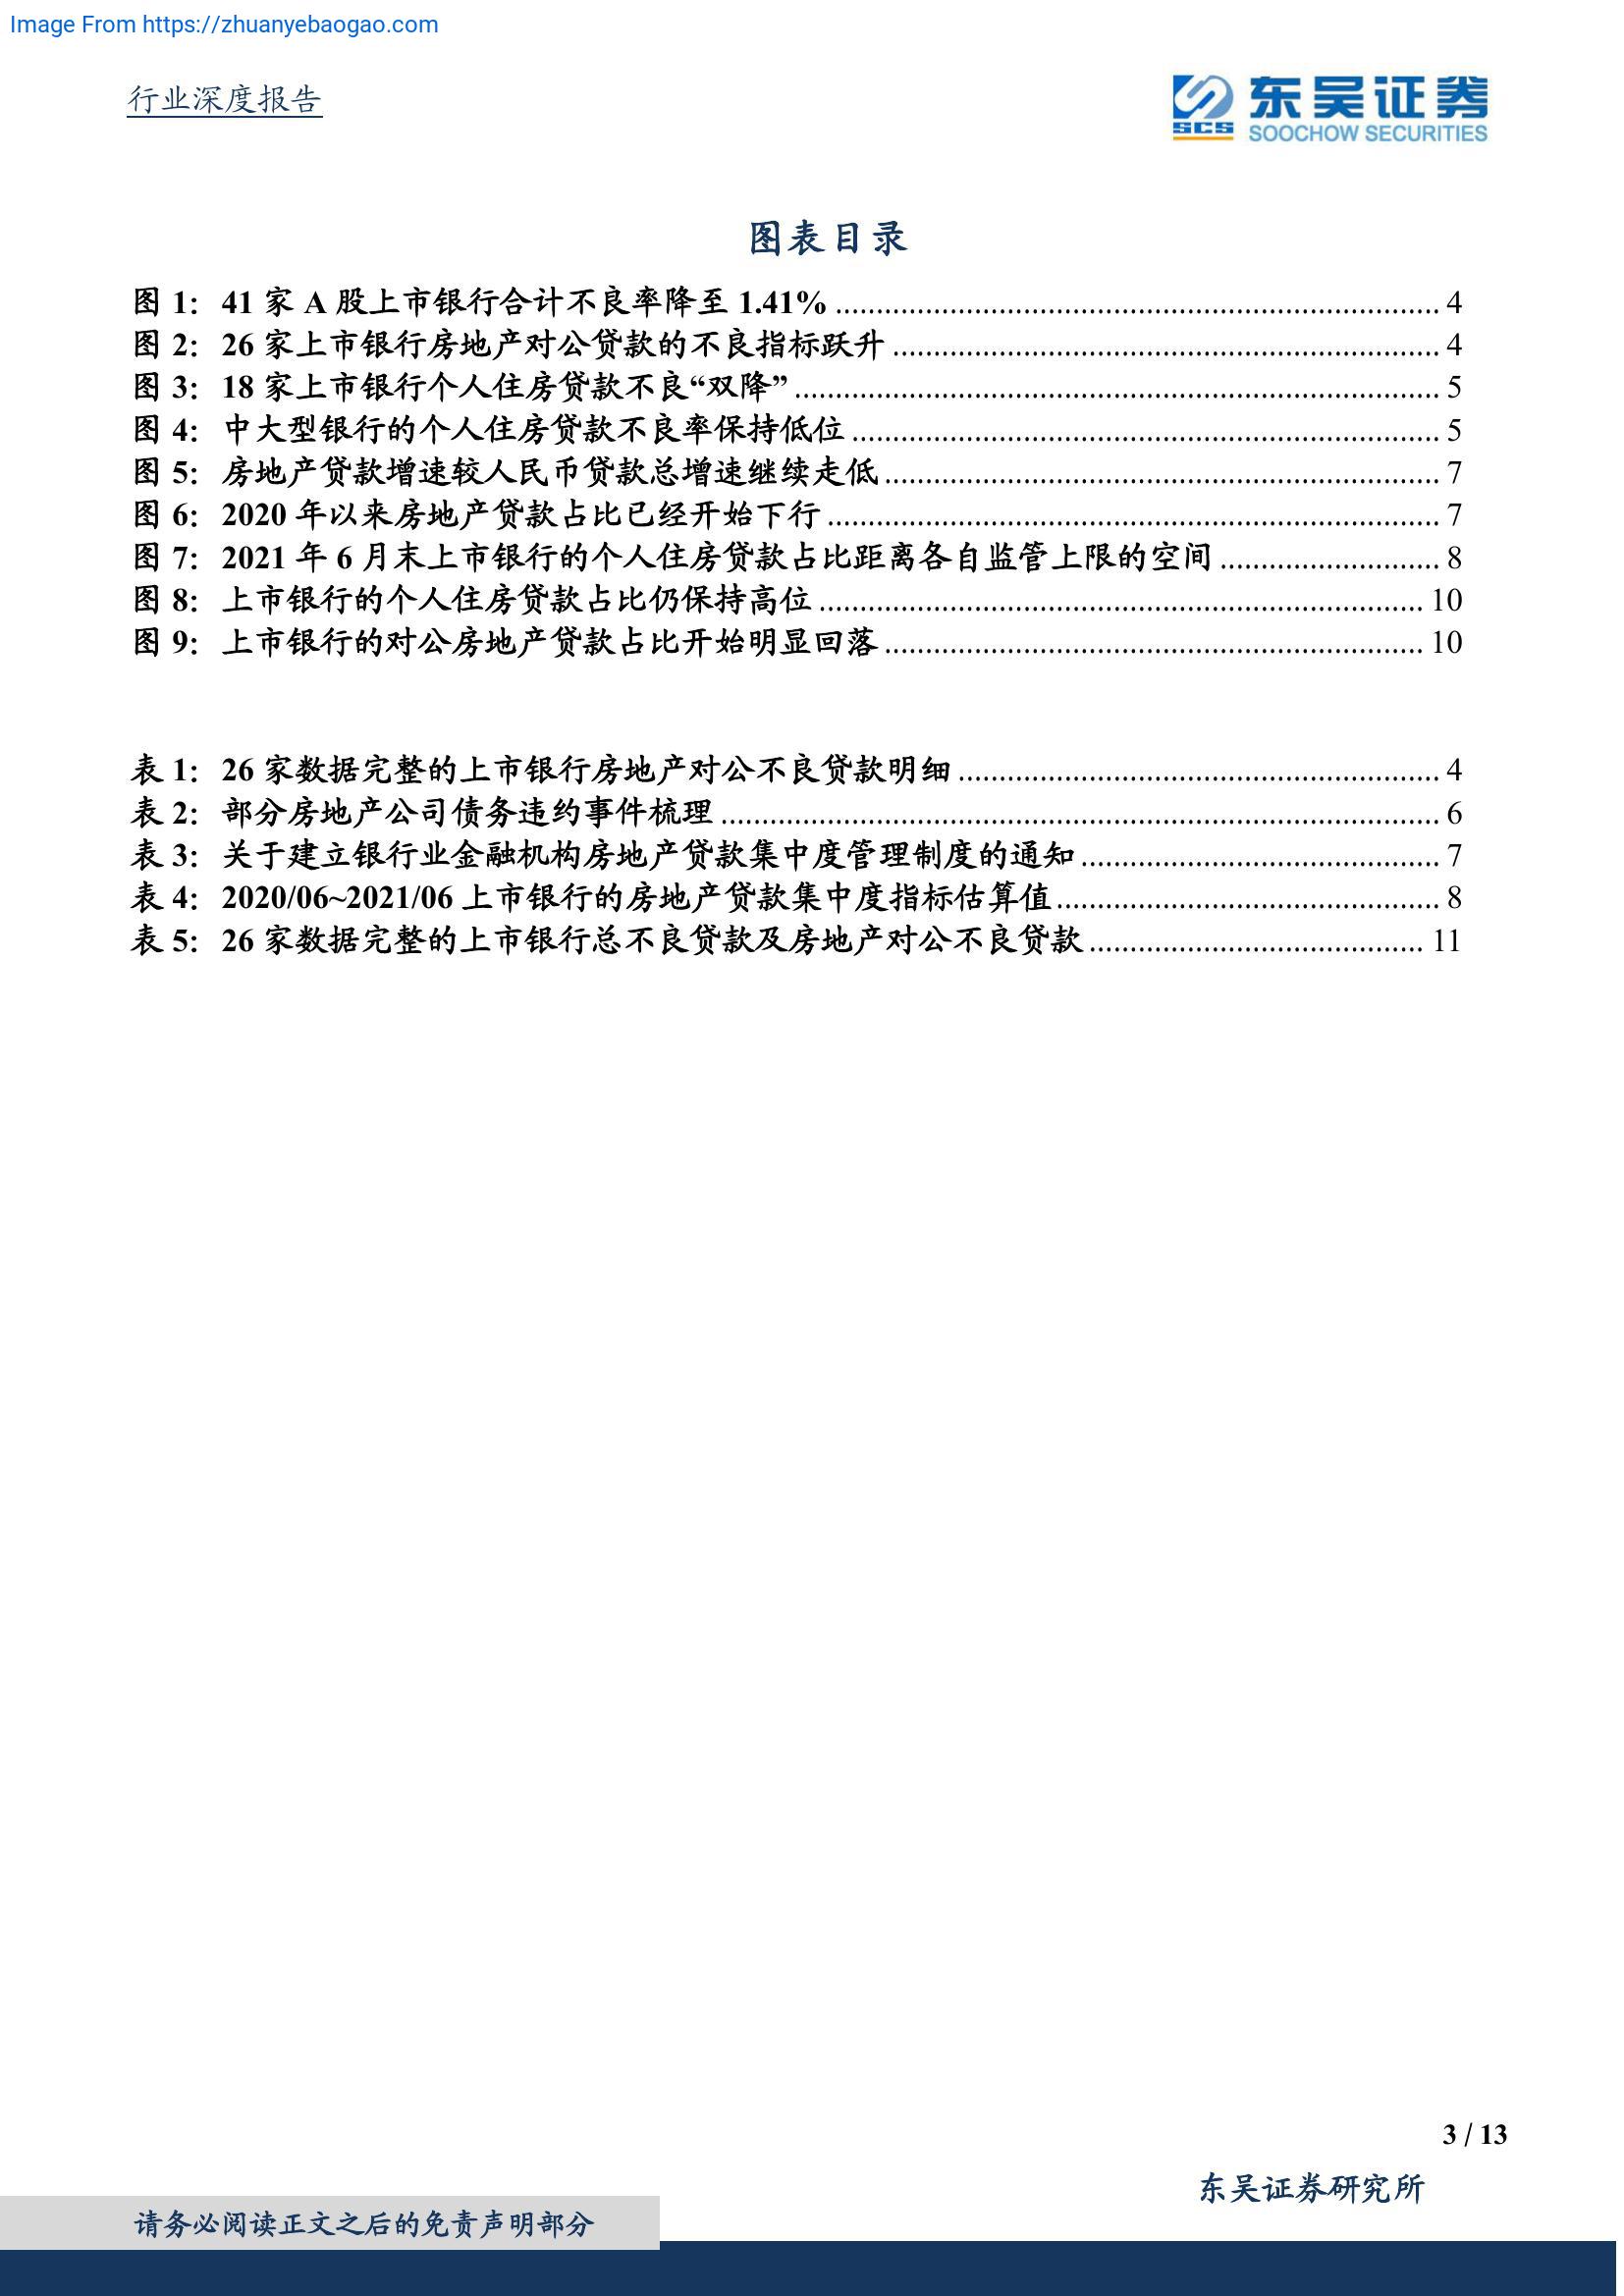 Image From https://zhuanyebaogao.com
行业深度报告
东吴证券
SCS
SOOCHOW SECURITIES
图表目录
图 1： 41 家 A 股上市银行合计不良率降至 1.41% 4
图 2： 26 家上市银行房地产对公贷款的不良指标跃升 4
图 3： 18 家上市银行个人住房贷款不良“双降” 5
图 4： 中大型银行的个人住房贷款不良率保持低位 5
图 5： 房地产贷款增速较人民币贷款总增速继续走低 7
图 6： 2020 年以来房地产贷款占比已经开始下行 7
图 7： 2021 年 6 月末上市银行的个人住房贷款占比距离各自监管上限的空间 8
图 8： 上市银行的个人住房贷款占比仍保持高位 10
图 9： 上市银行的对公房地产贷款占比开始明显回落 10
表 1： 26 家数据完整的上市银行房地产对公不良贷款明细 4
表 2： 部分房地产公司债务违约事件梳理 6
表 3： 关于建立银行业金融机构房地产贷款集中度管理制度的通知 7
表 4： 2020/06~2021/06 上市银行的房地产贷款集中度指标估算值 8
表 5： 26 家数据完整的上市银行总不良贷款及房地产对公不良贷款 11
3 / 13
东吴证券研究所
请务必阅读正文之后的免责声明部分